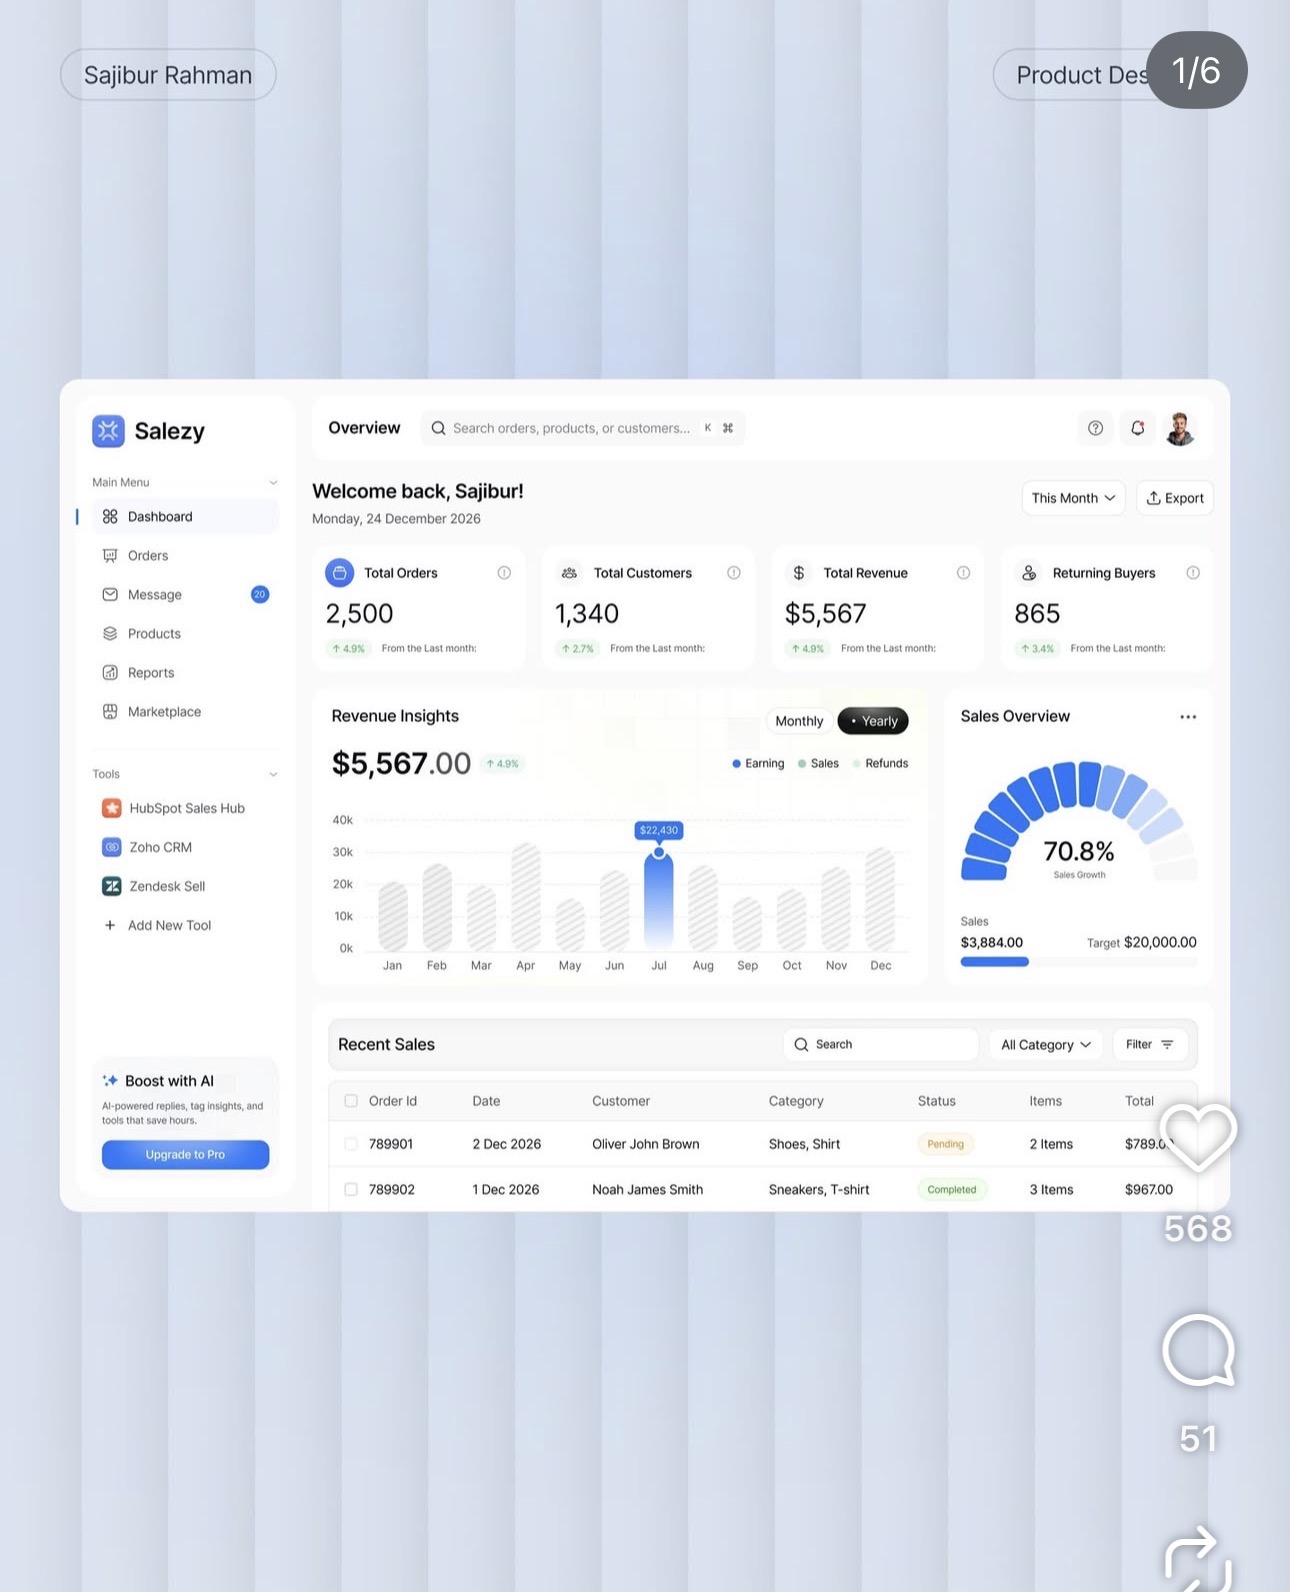 Sajibur Rahman
Product Des
1/6
Salezy
Main Menu
Dashboard
Orders
Message 20
Products
Reports
Marketplace
Tools
HubSpot Sales Hub
Zoho CRM
Zendesk Sell
+ Add New Tool
Boost with AI
AI-powered replies, tag insights, and
tools that save hours.
Upgrade to Pro
Overview
Search orders, products, or customers... K ⌘
Welcome back, Sajibur!
Monday, 24 December 2026
This Month
Export
Total Orders
2,500
↑ 4.9% From the Last month:
Total Customers
1,340
↑ 2.7% From the Last month:
$ Total Revenue
$5,567
↑ 4.9% From the Last month:
Returning Buyers
865
↑ 3.4% From the Last month:
Revenue Insights
Monthly
• Yearly
$5,567.00 ↑ 4.9%
Earning Sales Refunds
40k
30k
20k
10k
0k
$22,430
Jan Feb Mar Apr May Jun Jul Aug Sep Oct Nov Dec
Sales Overview
70.8%
Sales Growth
Sales
$3,884.00
Target $20,000.00
Recent Sales
Search
All Category
Filter
Order Id Date Customer Category Status Items Total
789901 2 Dec 2026 Oliver John Brown Shoes, Shirt Pending 2 Items $789.00
789902 1 Dec 2026 Noah James Smith Sneakers, T-shirt Completed 3 Items $967.00
568
51